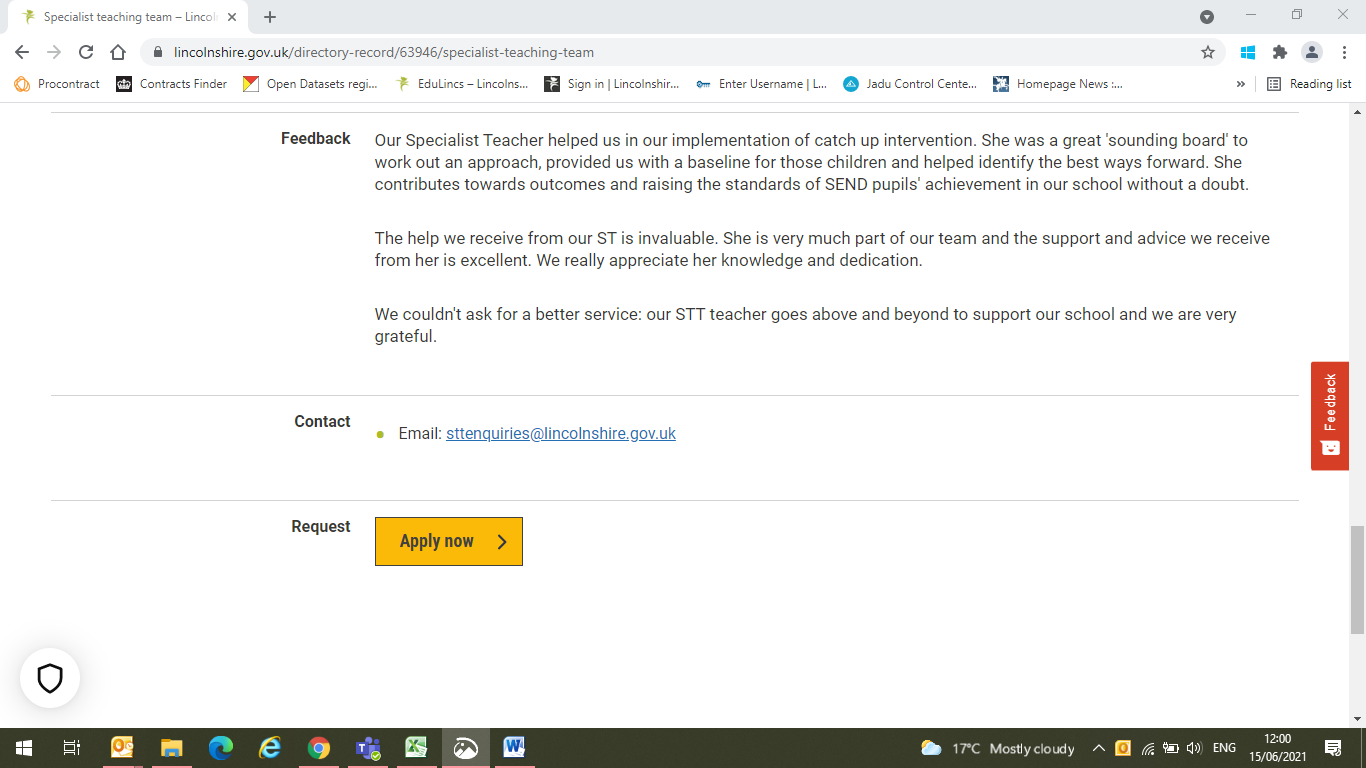 Specialist teaching team – Lincol
lincolnshire.gov.uk/directory-record/63946/specialist-teaching-team
Procontract
Contracts Finder
Open Datasets regi...
EduLincs – Lincolns...
Sign in | Lincolnshir...
Enter Username | L...
Jadu Control Cente...
Homepage News :...
»
Reading list
Feedback
Our Specialist Teacher helped us in our implementation of catch up intervention. She was a great 'sounding board' to
work out an approach, provided us with a baseline for those children and helped identify the best ways forward. She
contributes towards outcomes and raising the standards of SEND pupils' achievement in our school without a doubt.
The help we receive from our ST is invaluable. She is very much part of our team and the support and advice we receive
from her is excellent. We really appreciate her knowledge and dedication.
We couldn't ask for a better service: our STT teacher goes above and beyond to support our school and we are very
grateful.
Feedback
Contact
Email: sttenquiries@lincolnshire.gov.uk
Request
Apply now
17°C Mostly cloudy
ENG
12:00
15/06/2021